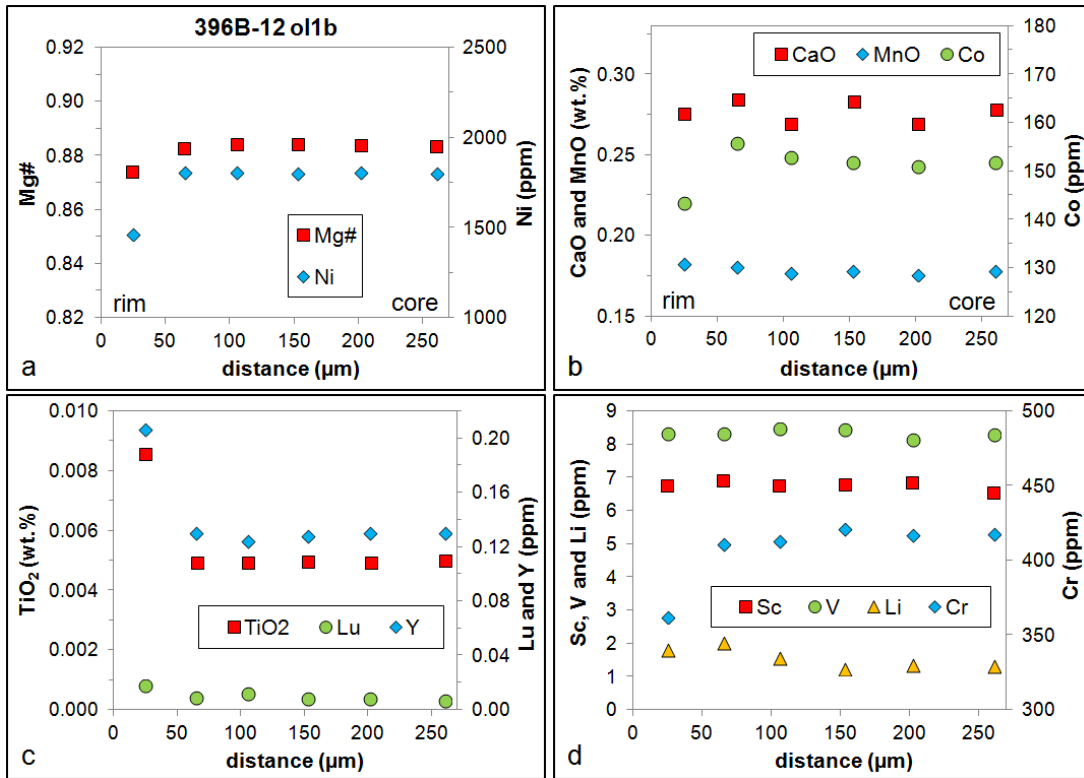 396B-12 ol1b
0.92
0.90
0.88
0.86
0.84
0.82
Mg#
2500
2000
1500
1000
Ni (ppm)
Mg#
Ni
rim
core
0 50 100 150 200 250
distance (µm)
a
0.30
0.25
0.20
0.15
CaO and MnO (wt.%)
180
170
160
150
140
130
120
Co (ppm)
CaO MnO Co
rim
core
0 50 100 150 200 250
distance (µm)
b
0.010
0.008
0.006
0.004
0.002
0.000
TiO₂ (wt.%)
0.20
0.16
0.12
0.08
0.04
0.00
Lu and Y (ppm)
TiO2 Lu Y
0 50 100 150 200 250
distance (µm)
c
9
8
7
6
5
4
3
2
1
0
Sc, V and Li (ppm)
500
450
400
350
300
Cr (ppm)
Sc V Li Cr
0 50 100 150 200 250
distance (µm)
d